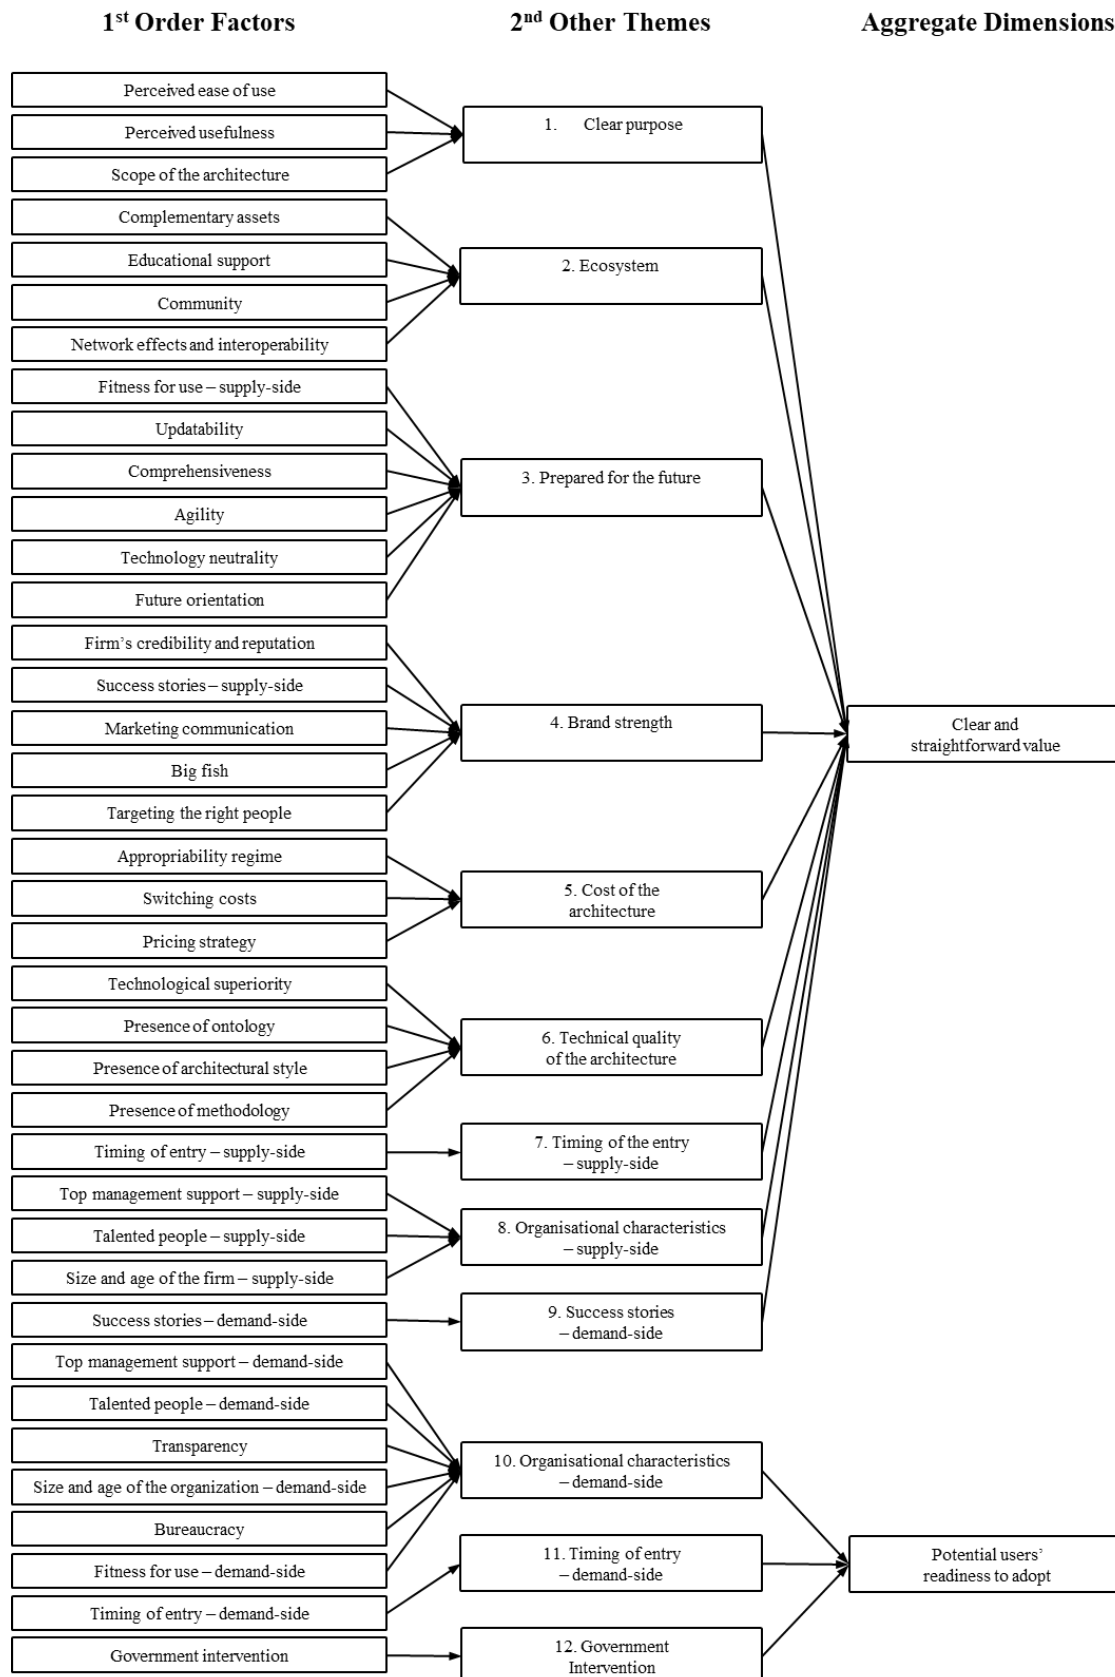 1st Order Factors
2nd Other Themes
Aggregate Dimensions
Perceived ease of use
Perceived usefulness
Scope of the architecture
Complementary assets
Educational support
Community
Network effects and interoperability
Fitness for use – supply-side
Updatability
Comprehensiveness
Agility
Technology neutrality
Future orientation
Firm's credibility and reputation
Success stories – supply-side
Marketing communication
Big fish
Targeting the right people
Appropriability regime
Switching costs
Pricing strategy
Technological superiority
Presence of ontology
Presence of architectural style
Presence of methodology
Timing of entry – supply-side
Top management support – supply-side
Talented people – supply-side
Size and age of the firm – supply-side
Success stories – demand-side
Top management support – demand-side
Talented people – demand-side
Transparency
Size and age of the organization – demand-side
Bureaucracy
Fitness for use – demand-side
Timing of entry – demand-side
Government intervention
1. Clear purpose
2. Ecosystem
3. Prepared for the future
4. Brand strength
5. Cost of the
architecture
6. Technical quality
of the architecture
7. Timing of the entry
– supply-side
8. Organisational characteristics
– supply-side
9. Success stories
– demand-side
10. Organisational characteristics
– demand-side
11. Timing of entry
– demand-side
12. Government
Intervention
Clear and
straightforward value
Potential users'
readiness to adopt